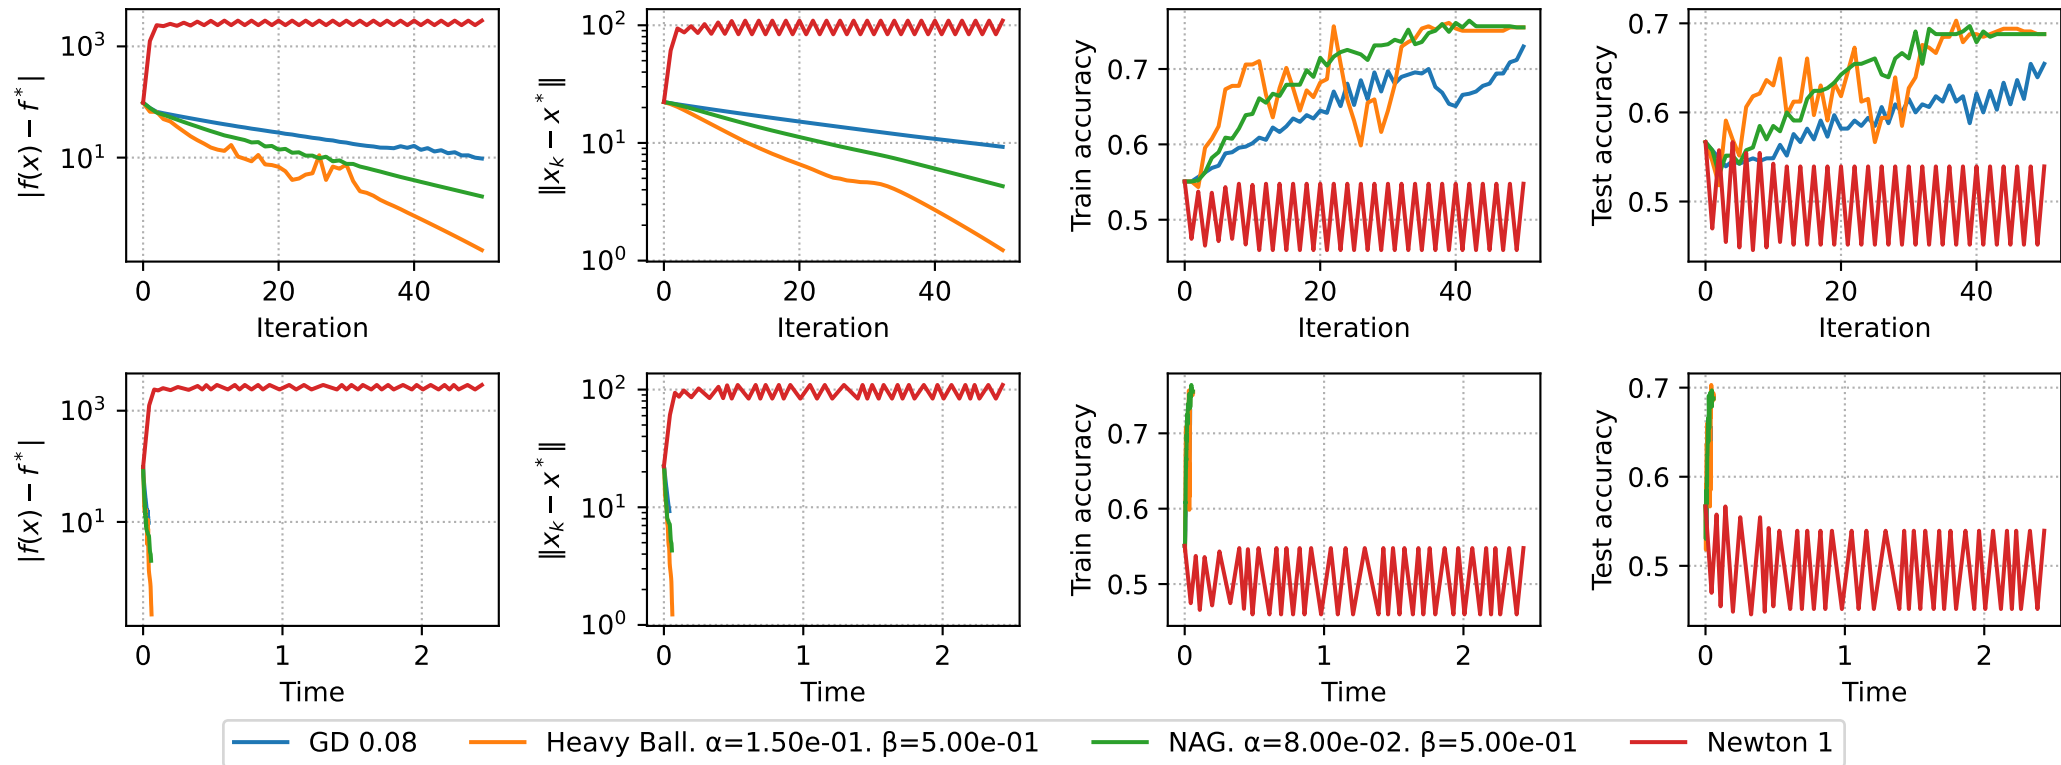 |f(x) − f*|
10³
10¹
0 20 40
Iteration
‖xₖ − x*‖
10²
10¹
10⁰
0 20 40
Iteration
Train accuracy
0.7
0.6
0.5
0 20 40
Iteration
Test accuracy
0.7
0.6
0.5
0 20 40
Iteration
|f(x) − f*|
10³
10¹
0 1 2
Time
‖xₖ − x*‖
10²
10¹
10⁰
0 1 2
Time
Train accuracy
0.7
0.6
0.5
0 1 2
Time
Test accuracy
0.7
0.6
0.5
0 1 2
Time
GD 0.08 Heavy Ball. α=1.50e-01. β=5.00e-01 NAG. α=8.00e-02. β=5.00e-01 Newton 1